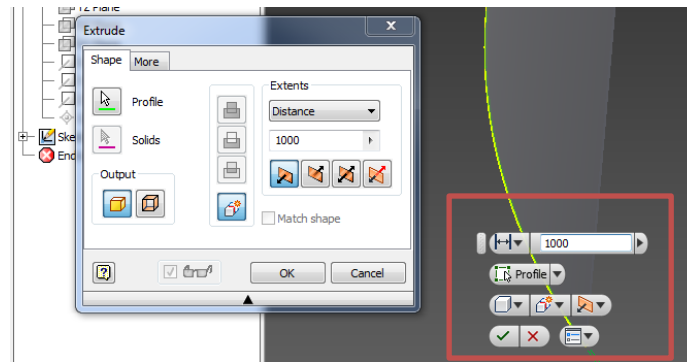 YZ Plane
Extrude
x
Shape More
Profile
Solids
Output
Extents
Distance
1000
Match shape
?
OK Cancel
Ske
End
1000
Profile